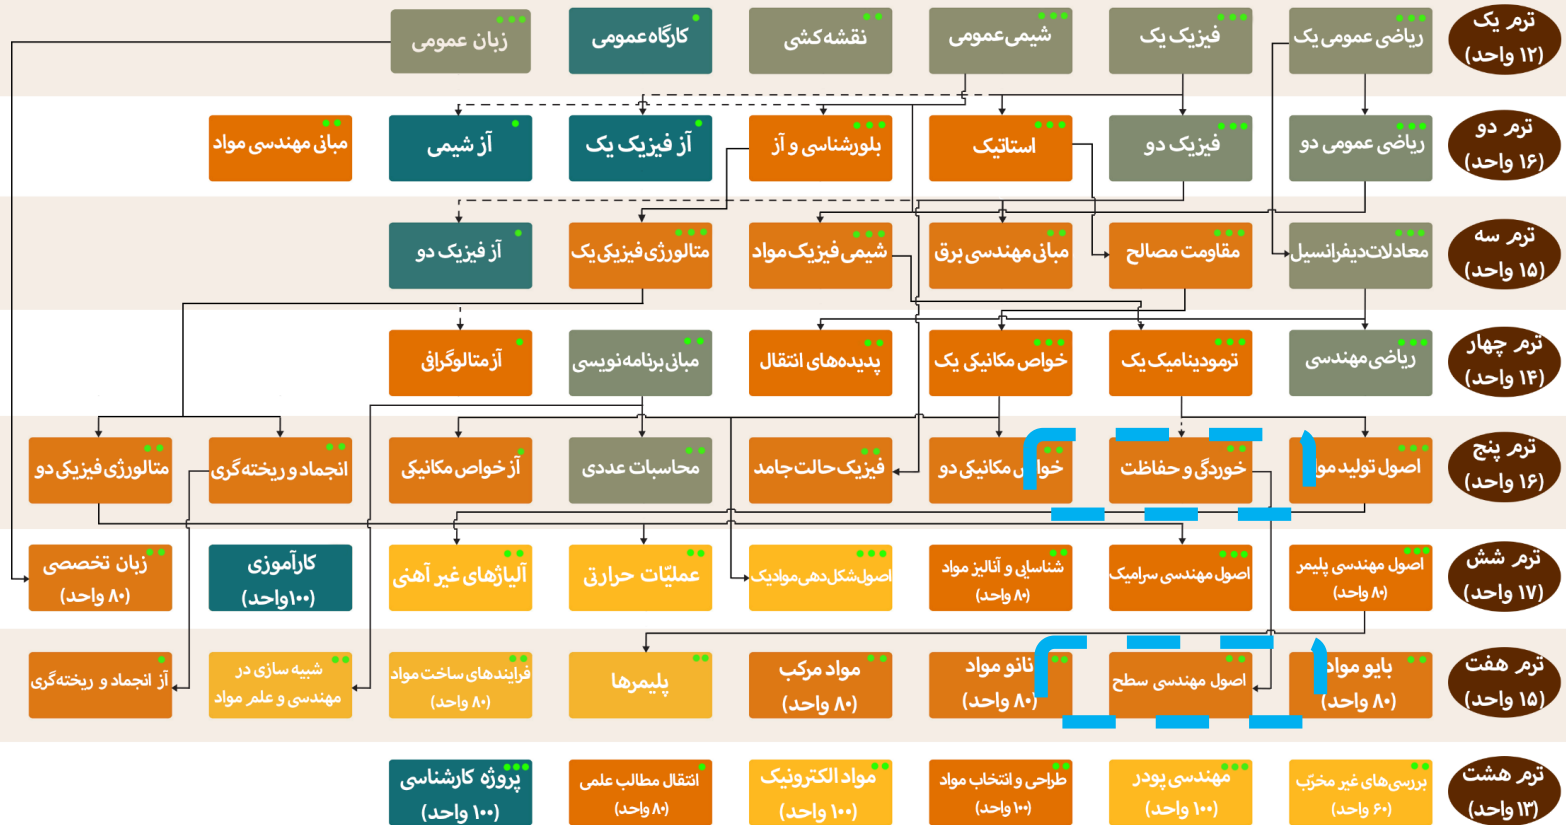 ترم یک
(۱۲ واحد)
ریاضی عمومی یک
فیزیک یک
شیمی عمومی
نقشه کشی
کارگاه عمومی
زبان عمومی
ترم دو
(۱۶ واحد)
ریاضی عمومی دو
فیزیک دو
استاتیک
بلورشناسی و آز
آز فیزیک یک
آز شیمی
مبانی مهندسی مواد
ترم سه
(۱۵ واحد)
معادلات دیفرانسیل
مقاومت مصالح
مبانی مهندسی برق
شیمی فیزیک مواد
متالورژی فیزیکی یک
آز فیزیک دو
ترم چهار
(۱۴ واحد)
ریاضی مهندسی
ترمودینامیک یک
خواص مکانیکی یک
پدیده‌های انتقال
مبانی برنامه نویسی
آز متالوگرافی
ترم پنج
(۱۶ واحد)
اصول تولید
خوردگی و حفاظت
خواص مکانیکی دو
فیزیک حالت جامد
محاسبات عددی
آز خواص مکانیکی
انجماد و ریخته گری
متالورژی فیزیکی دو
ترم شش
(۱۷ واحد)
اصول مهندسی پلیمر
(۸۰ واحد)
اصول مهندسی سرامیک
شناسایی و آنالیز مواد
(۸۰ واحد)
اصول شکل دهی مواد یک
عملیّات حرارتی
آلیاژهای غیر آهنی
کارآموزی
(۱۰۰واحد)
زبان تخصصی
(۸۰ واحد)
ترم هفت
(۱۵ واحد)
بایو مواد
(۸۰ واحد)
اصول مهندسی سطح
نانو مواد
(۸۰ واحد)
مواد مرکب
(۸۰ واحد)
پلیمرها
فرایندهای ساخت مواد
(۸۰ واحد)
شبیه سازی در
مهندسی و علم مواد
آز انجماد و ریخته‌گری
ترم هشت
(۱۳ واحد)
بررسی‌های غیر مخرّب
(۶۰ واحد)
مهندسی پودر
(۱۰۰ واحد)
طراحی و انتخاب مواد
(۱۰۰ واحد)
مواد الکترونیک
(۱۰۰ واحد)
انتقال مطالب علمی
(۸۰ واحد)
پروژه کارشناسی
(۱۰۰ واحد)